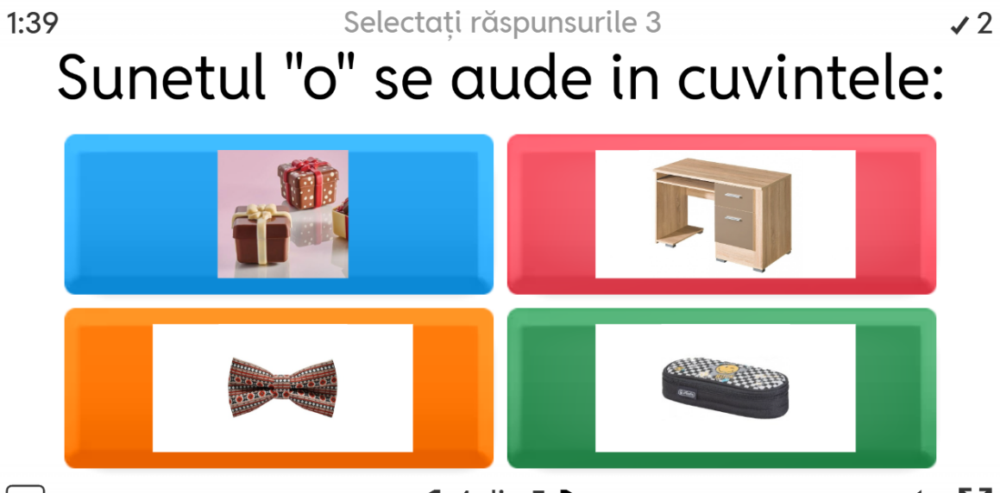 1:39
Selectați răspunsurile 3
✓ 2
Sunetul "o" se aude in cuvintele: